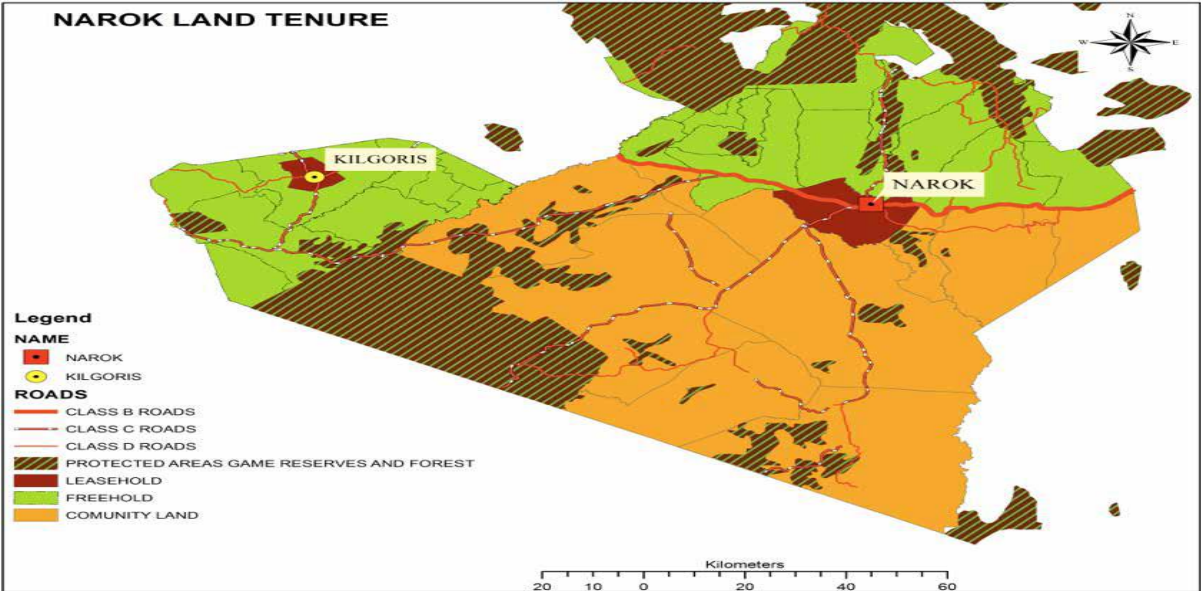 NAROK LAND TENURE
N
W E
S
KILGORIS
NAROK
Legend
NAME
NAROK
KILGORIS
ROADS
CLASS B ROADS
CLASS C ROADS
CLASS D ROADS
PROTECTED AREAS GAME RESERVES AND FOREST
LEASEHOLD
FREEHOLD
COMUNITY LAND
Kilometers
20 10 0 20 40 60